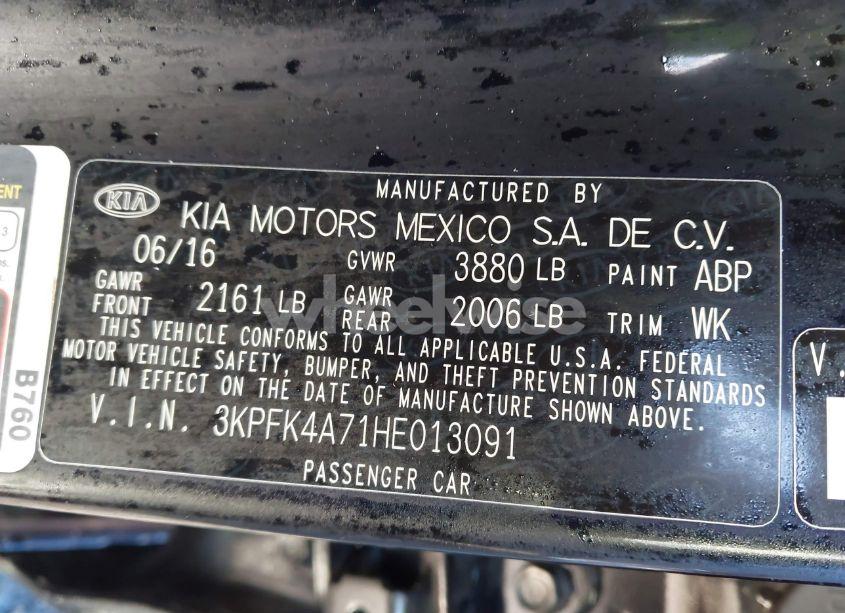 MANUFACTURED BY
KIA KIA MOTORS MEXICO S.A. DE C.V.
06/16 GVWR 3880 LB PAINT ABP
GAWR FRONT 2161 LB GAWR REAR 2006 LB TRIM WK
THIS VEHICLE CONFORMS TO ALL APPLICABLE U.S.A. FEDERAL
MOTOR VEHICLE SAFETY, BUMPER, AND THEFT PREVENTION STANDARDS
IN EFFECT ON THE DATE OF MANUFACTURE SHOWN ABOVE.
V.I.N. 3KPFK4A71HE013091
PASSENGER CAR
wheelwise
B760
3
V.